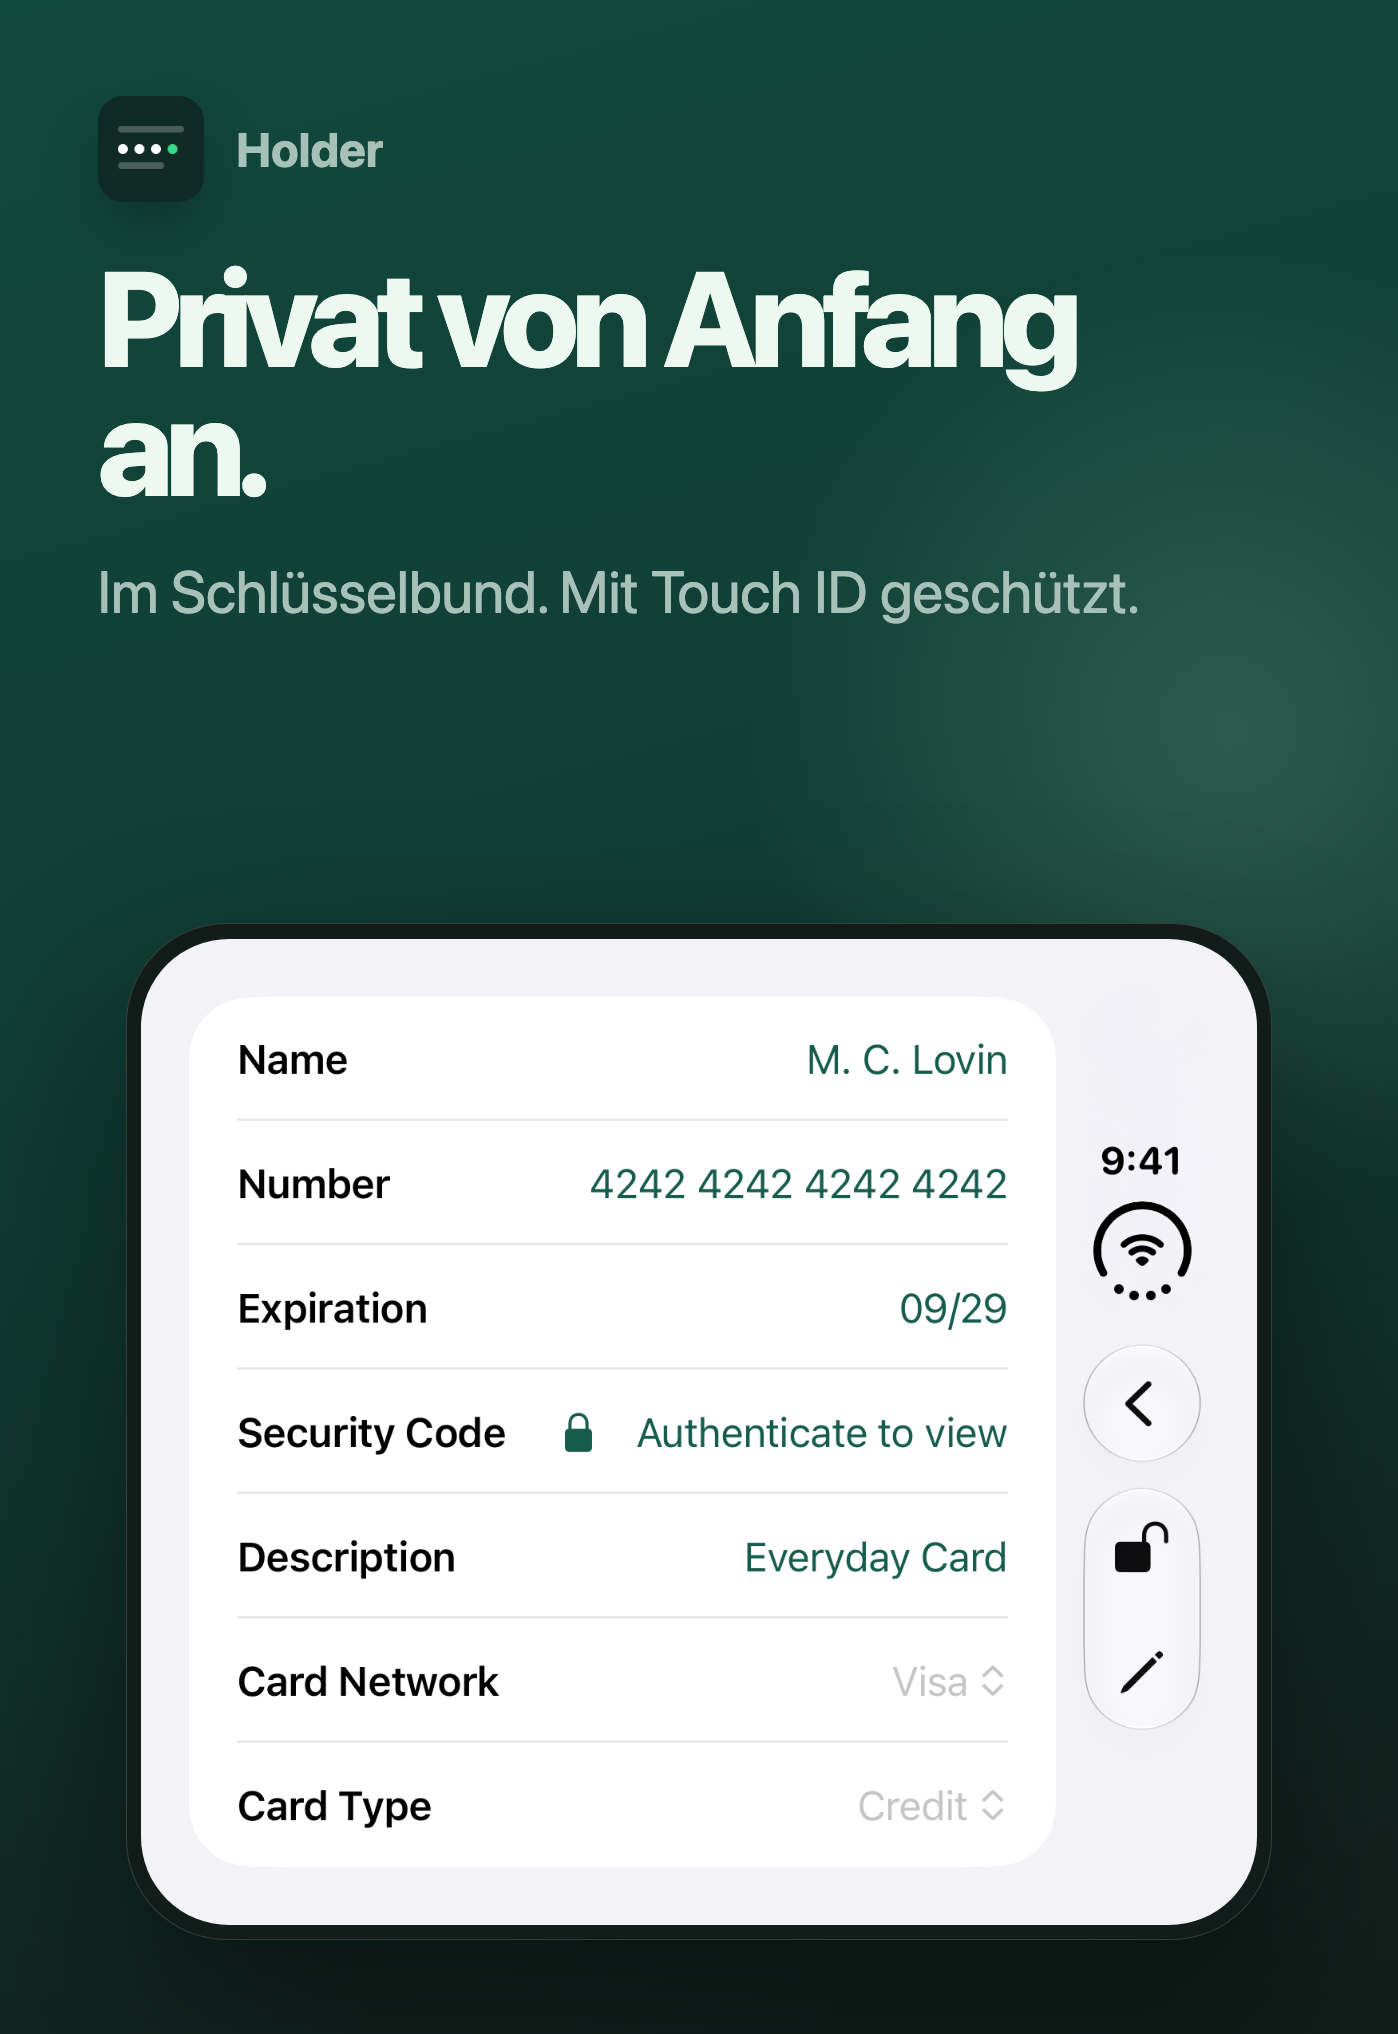 Holder
Privat von Anfang
an.
Im Schlüsselbund. Mit Touch ID geschützt.
Name M. C. Lovin
Number 4242 4242 4242 4242
Expiration 09/29
Security Code Authenticate to view
Description Everyday Card
Card Network Visa
Card Type Credit
9:41